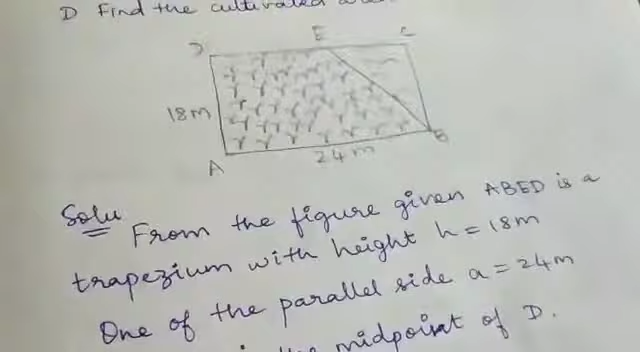 D Find the cultivated
D E C
18m
A 24m B
Solu
From the figure given ABED is a
trapezium with height h = 18m
One of the parallel side a = 24m
the midpoint of D.